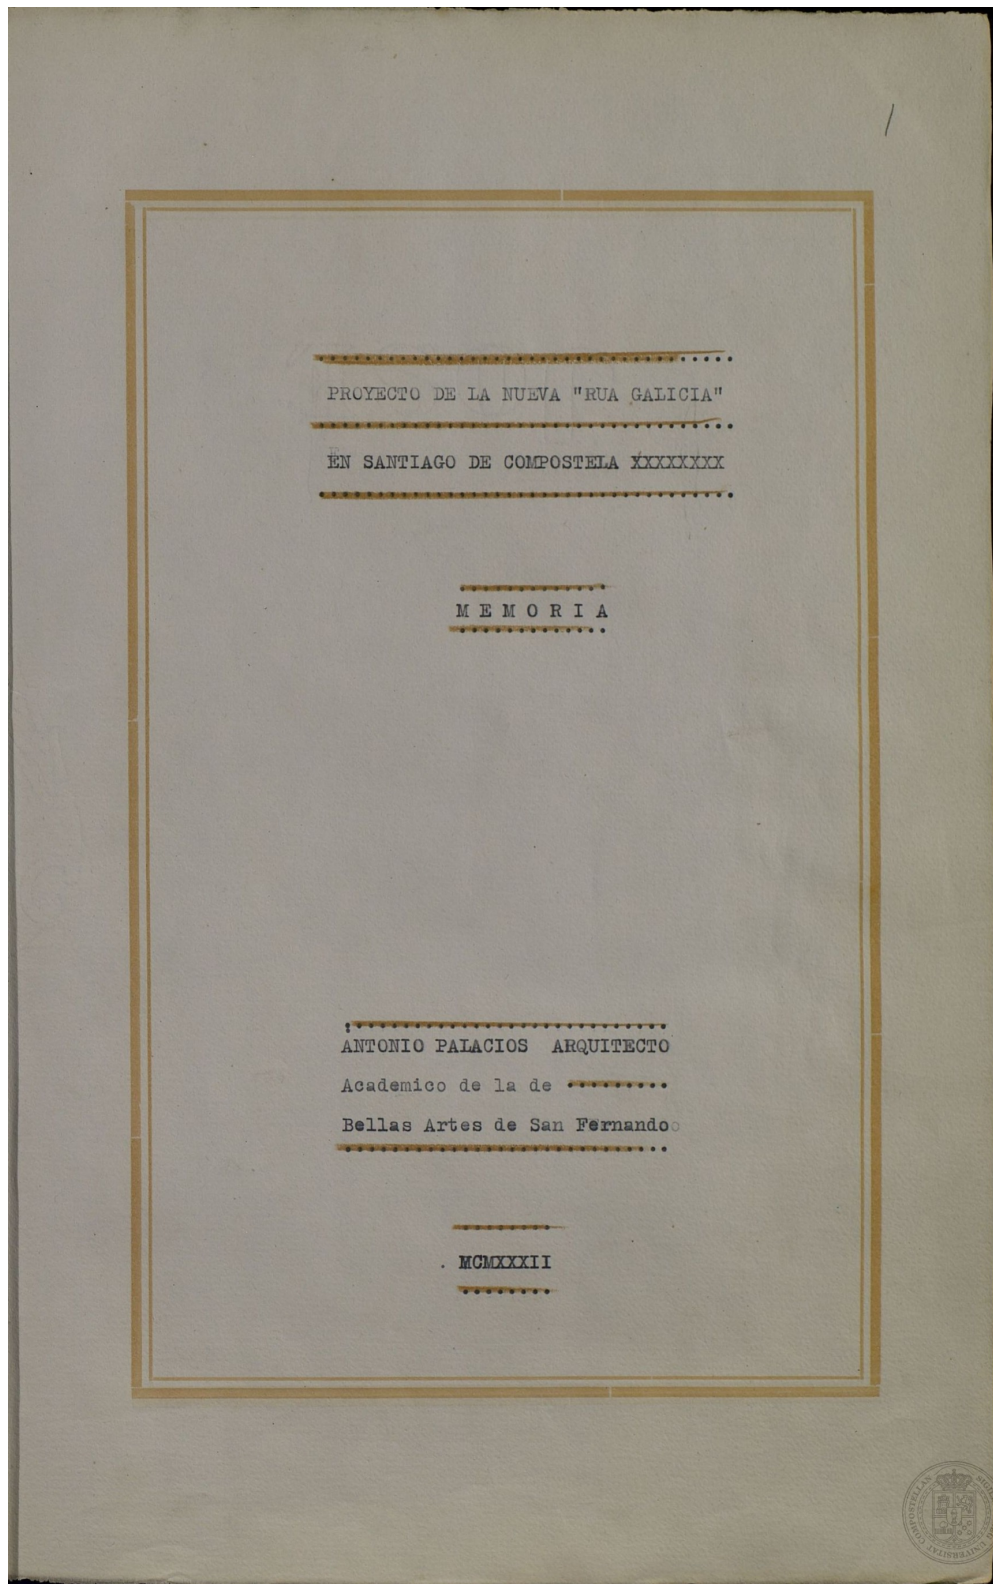 1
PROYECTO DE LA NUEVA "RUA GALICIA"
EN SANTIAGO DE COMPOSTELA XXXXXXXX
M E M O R I A
ANTONIO PALACIOS ARQUITECTO
Academico de la de
Bellas Artes de San Fernando
. MCMXXXII